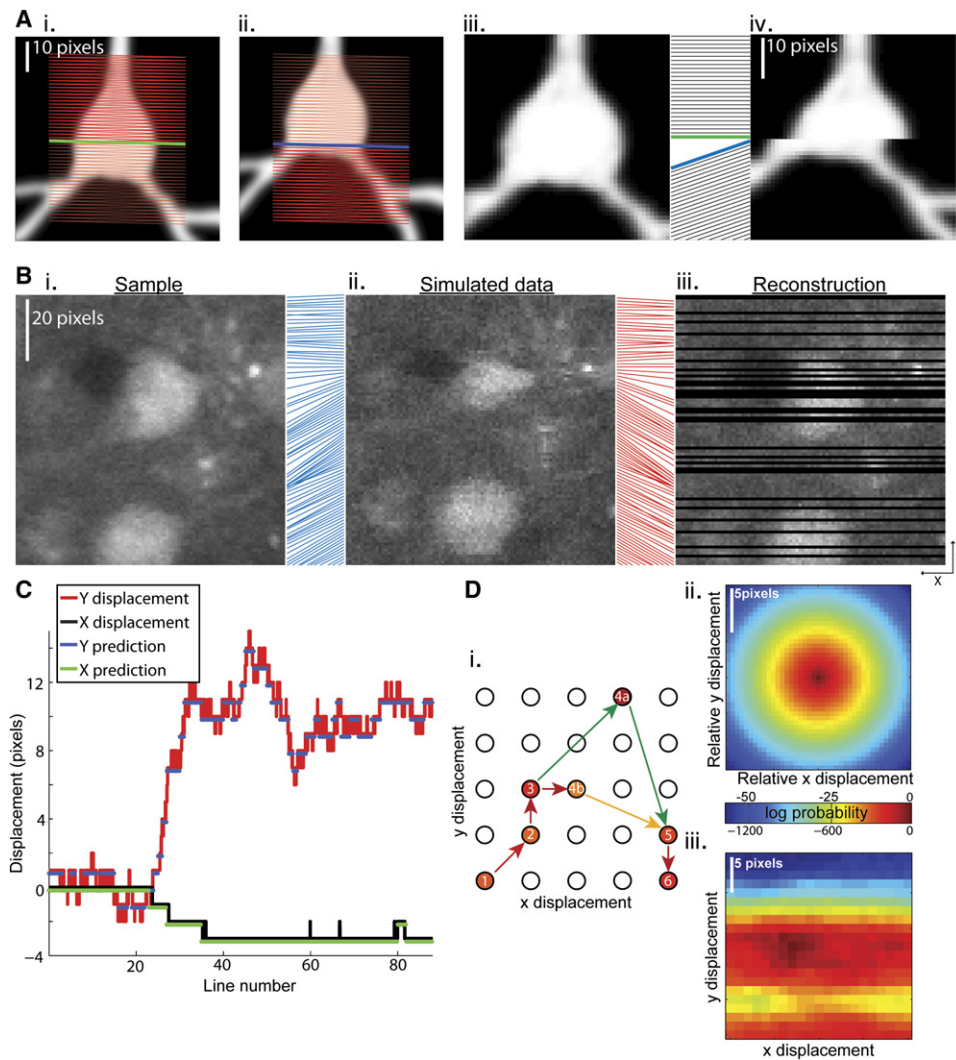 A i. ii. iii. iv.
10 pixels
10 pixels
B i. Sample ii. Simulated data iii. Reconstruction
20 pixels
X
C
Y displacement
X displacement
Y prediction
X prediction
Displacement (pixels)
12
8
4
0
−4
20 40 60 80
Line number
D
i.
4a
3
4b
2
5
1
6
y displacement
x displacement
ii.
5pixels
Relative y displacement
Relative x displacement
−50 −25 0
log probability
−1200 −600 0
iii.
5 pixels
y displacement
x displacement